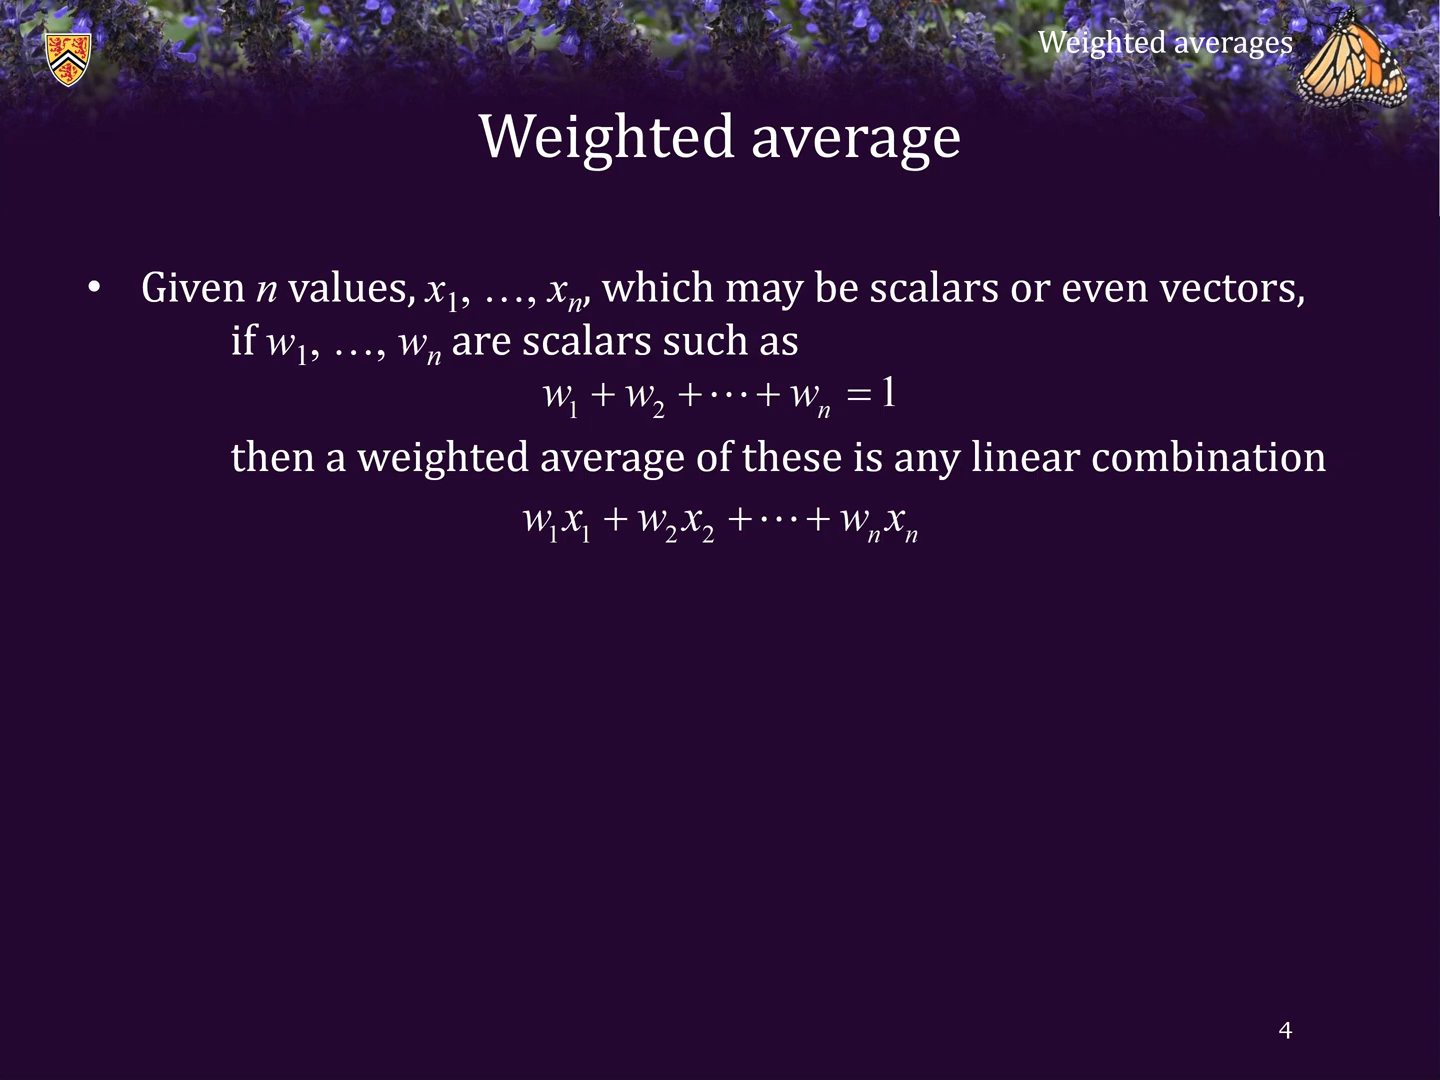 Weighted averages
Weighted average
• Given n values, x₁, …, xₙ, which may be scalars or even vectors,
if w₁, …, wₙ are scalars such as
w₁ + w₂ + ⋯ + wₙ = 1
then a weighted average of these is any linear combination
w₁x₁ + w₂x₂ + ⋯ + wₙxₙ
4